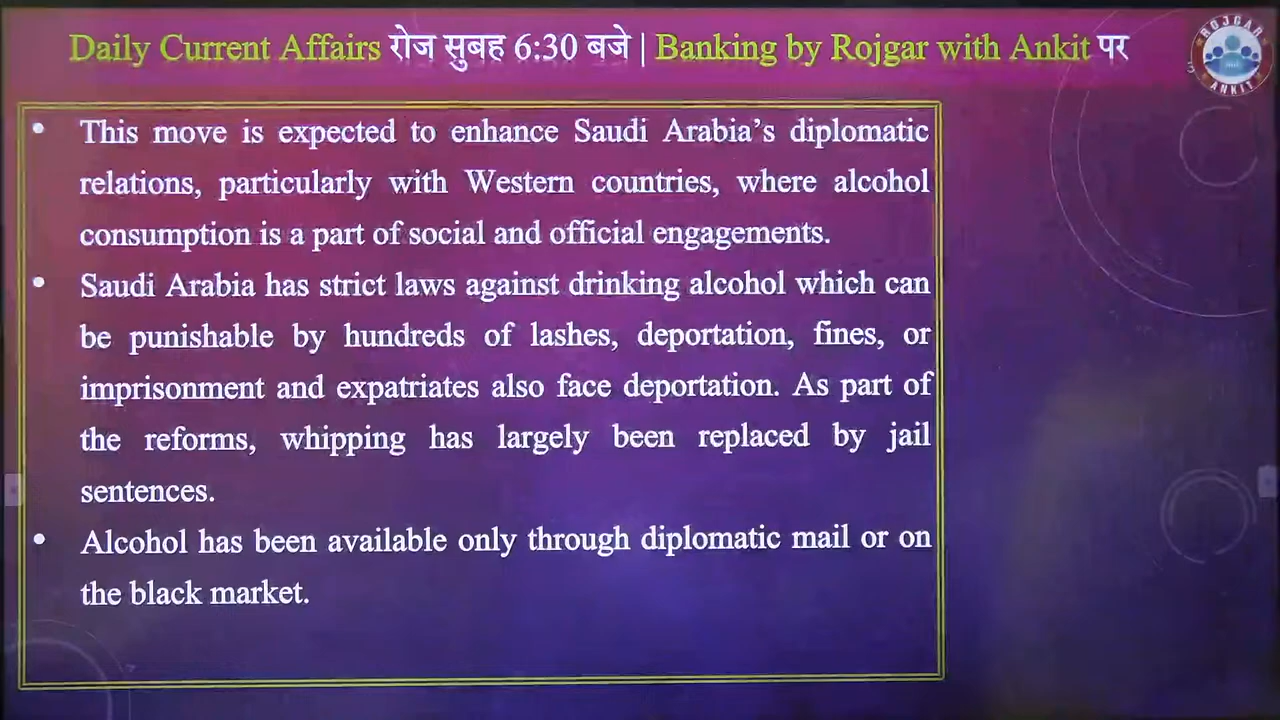 Daily Current Affairs रोज सुबह 6:30 बजे | Banking by Rojgar with Ankit पर
ROJGAR
ANKIT
• This move is expected to enhance Saudi Arabia’s diplomatic
relations, particularly with Western countries, where alcohol
consumption is a part of social and official engagements.
• Saudi Arabia has strict laws against drinking alcohol which can
be punishable by hundreds of lashes, deportation, fines, or
imprisonment and expatriates also face deportation. As part of
the reforms, whipping has largely been replaced by jail
sentences.
• Alcohol has been available only through diplomatic mail or on
the black market.